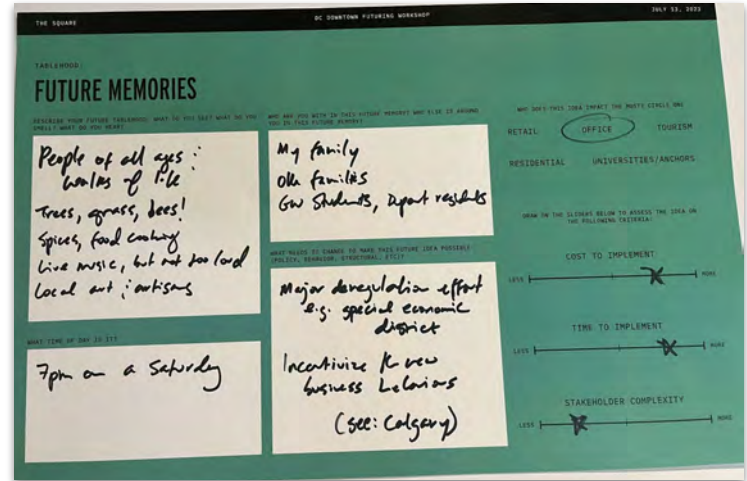 THE SQUARE
DC DOWNTOWN FUTURING WORKSHOP
JULY 13, 2023
TABLEHOOD:
FUTURE MEMORIES
DESCRIBE YOUR FUTURE TABLEHOOD: WHAT DO YOU SEE? WHAT DO YOU
SMELL? WHAT DO YOU HEAR?
People of all ages &
walks of life
Trees, grass, bees!
Spices, food cooking
Live music, but not too loud
Local art & artisans
WHAT TIME OF DAY IS IT?
7pm on a Saturday
WHO ARE YOU WITH IN THIS FUTURE MEMORY? WHO ELSE IS AROUND
YOU IN THIS FUTURE MEMORY?
My family
Other families
GW Students, Dupont residents
WHAT NEEDS TO CHANGE TO MAKE THIS FUTURE IDEA POSSIBLE
(POLICY, BEHAVIOR, STRUCTURAL, ETC)?
Major deregulation effort
e.g. special economic
district
Incentivize new
business behaviors
(see: Calgary)
WHO DOES THIS IDEA IMPACT THE MOST? CIRCLE ONE
RETAIL OFFICE TOURISM
RESIDENTIAL UNIVERSITIES/ANCHORS
DRAW ON THE SLIDERS BELOW TO ASSESS THE IDEA ON
THE FOLLOWING CRITERIA:
COST TO IMPLEMENT
LESS MORE
TIME TO IMPLEMENT
LESS MORE
STAKEHOLDER COMPLEXITY
LESS MORE